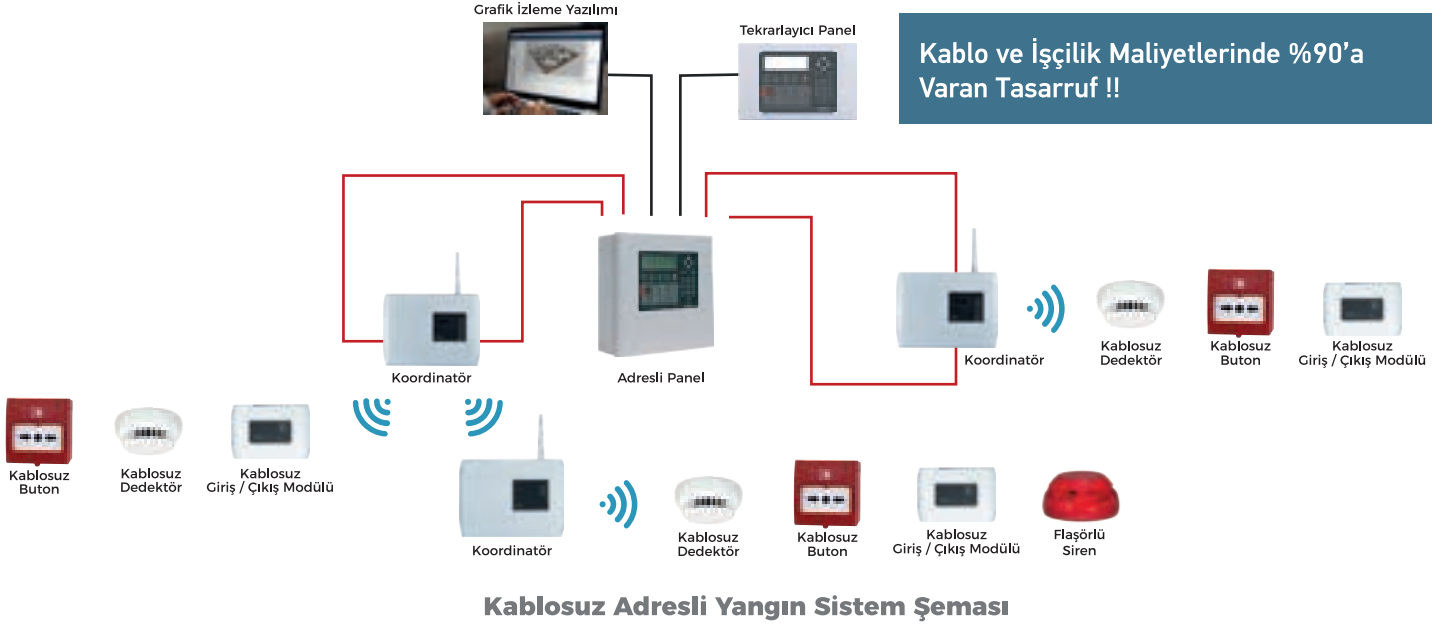 Grafik İzleme Yazılımı
Tekrarlayıcı Panel
Kablo ve İşçilik Maliyetlerinde %90’a
Varan Tasarruf !!
Koordinatör
Adresli Panel
Koordinatör
Kablosuz
Dedektör
Kablosuz
Buton
Kablosuz
Giriş / Çıkış Modülü
Kablosuz
Buton
Kablosuz
Dedektör
Kablosuz
Giriş / Çıkış Modülü
Koordinatör
Kablosuz
Dedektör
Kablosuz
Buton
Kablosuz
Giriş / Çıkış Modülü
Flaşörlü
Siren
Kablosuz Adresli Yangın Sistem Şeması